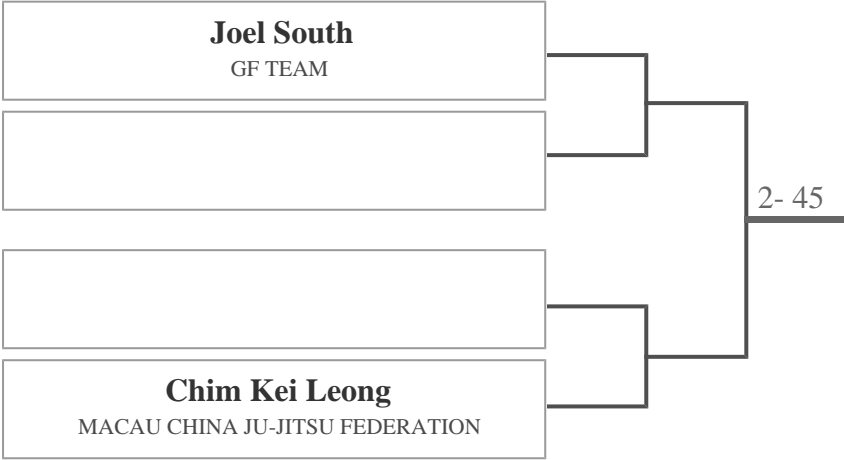 Joel South
GF TEAM
2- 45
Chim Kei Leong
MACAU CHINA JU-JITSU FEDERATION